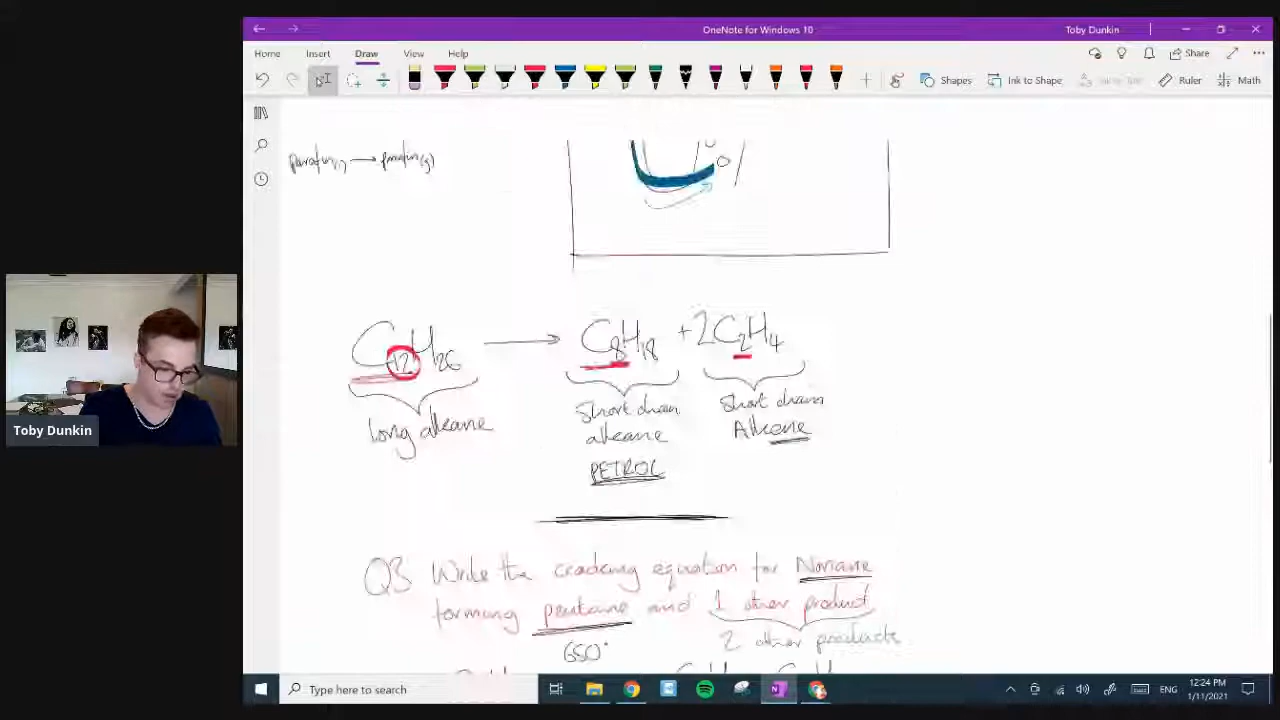 OneNote for Windows 10
Toby Dunkin
Home Insert Draw View Help
Share
Shapes
Ink to Shape
Ruler
Math
C12H26 → C8H18 + 2C2H4
long alkane
short chain
alkane
PETROL
short chain
Alkene
Q3 Write the cracking equation for Nonane
forming pentane and 1 other product
2 other products
650°
Toby Dunkin
Type here to search
ENG
12:24 PM
1/11/2021